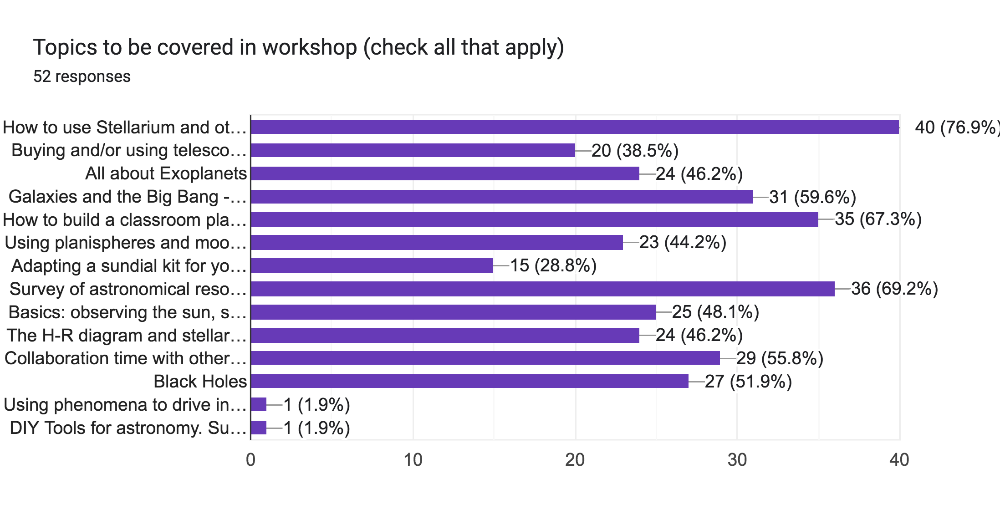 Topics to be covered in workshop (check all that apply)
52 responses
How to use Stellarium and ot… 40 (76.9%)
Buying and/or using telesco… 20 (38.5%)
All about Exoplanets 24 (46.2%)
Galaxies and the Big Bang -… 31 (59.6%)
How to build a classroom pla… 35 (67.3%)
Using planispheres and moo… 23 (44.2%)
Adapting a sundial kit for yo… 15 (28.8%)
Survey of astronomical reso… 36 (69.2%)
Basics: observing the sun, s… 25 (48.1%)
The H-R diagram and stellar… 24 (46.2%)
Collaboration time with other… 29 (55.8%)
Black Holes 27 (51.9%)
Using phenomena to drive in… 1 (1.9%)
DIY Tools for astronomy. Su… 1 (1.9%)
0 10 20 30 40